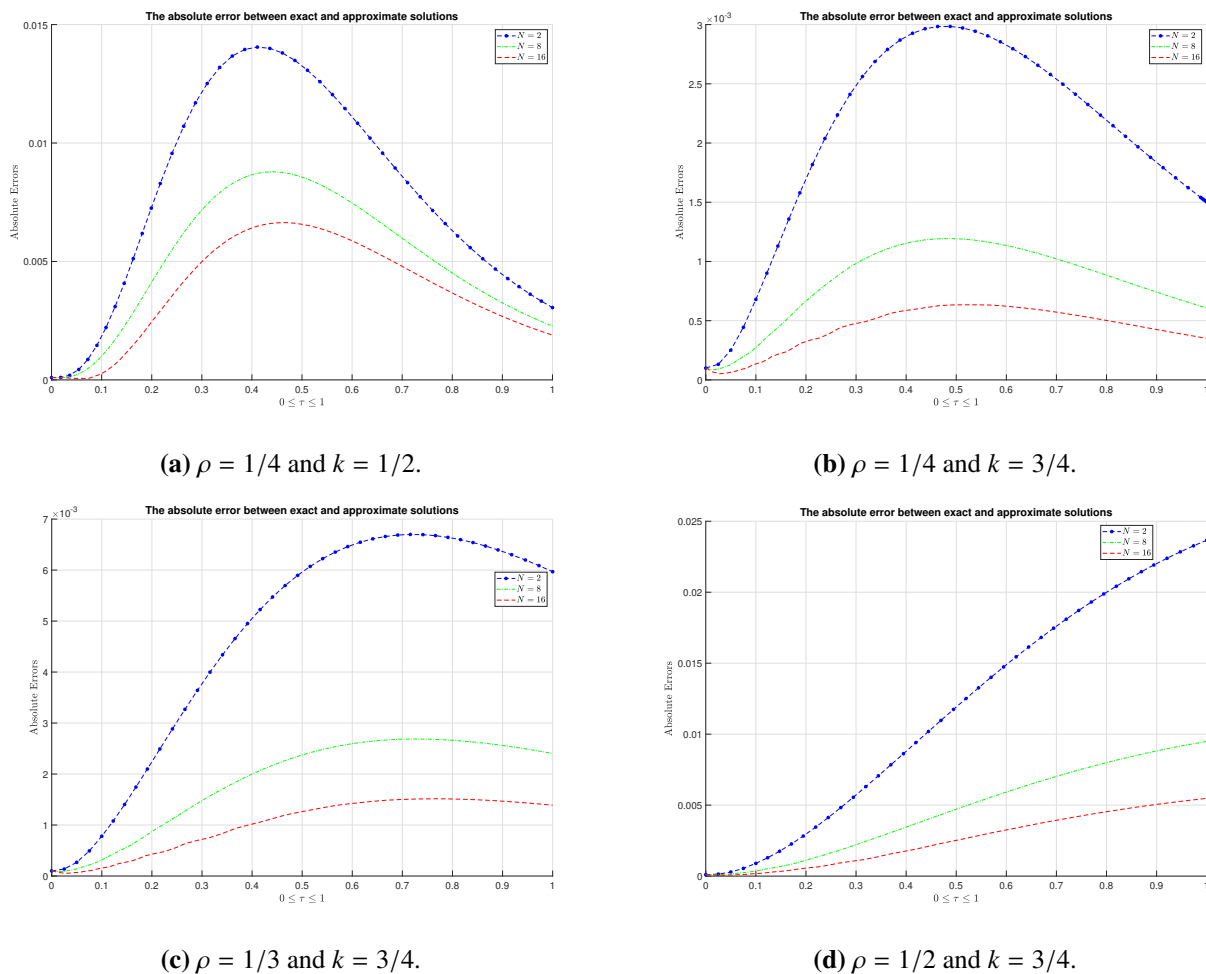 The absolute error between exact and approximate solutions
0.015
0.01
0.005
0
Absolute Errors
N = 2
N = 8
N = 16
0 0.1 0.2 0.3 0.4 0.5 0.6 0.7 0.8 0.9 1
0 ≤ τ ≤ 1
(a) ρ = 1/4 and k = 1/2.
×10⁻³
The absolute error between exact and approximate solutions
3
2.5
2
1.5
1
0.5
0
Absolute Errors
N = 2
N = 8
N = 16
0 0.1 0.2 0.3 0.4 0.5 0.6 0.7 0.8 0.9 1
0 ≤ τ ≤ 1
(b) ρ = 1/4 and k = 3/4.
×10⁻³
The absolute error between exact and approximate solutions
7
6
5
4
3
2
1
0
Absolute Errors
N = 2
N = 8
N = 16
0 0.1 0.2 0.3 0.4 0.5 0.6 0.7 0.8 0.9 1
0 ≤ τ ≤ 1
(c) ρ = 1/3 and k = 3/4.
The absolute error between exact and approximate solutions
0.025
0.02
0.015
0.01
0.005
0
Absolute Errors
N = 2
N = 8
N = 16
0 0.1 0.2 0.3 0.4 0.5 0.6 0.7 0.8 0.9 1
0 ≤ τ ≤ 1
(d) ρ = 1/2 and k = 3/4.